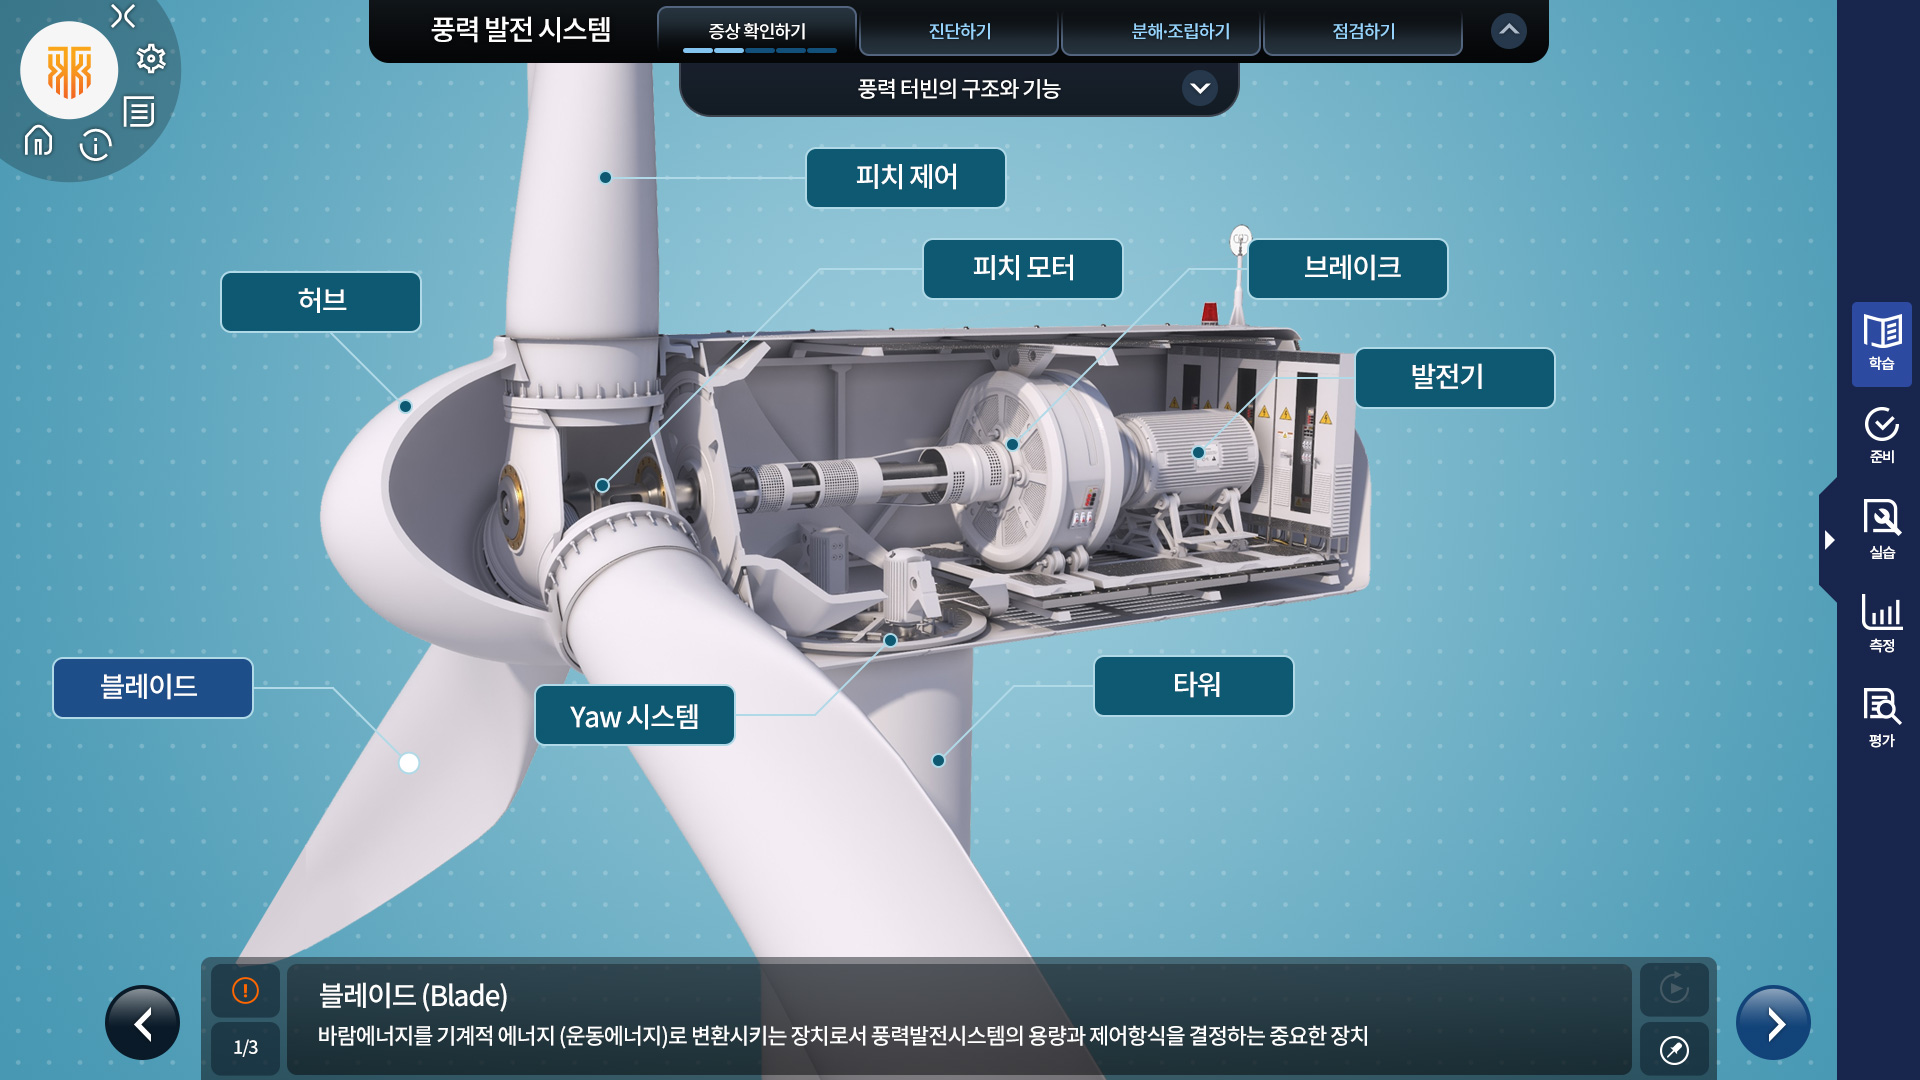 풍력 발전 시스템
증상 확인하기
진단하기
분해·조립하기
점검하기
풍력 터빈의 구조와 기능
피치 제어
피치 모터
브레이크
허브
발전기
블레이드
Yaw 시스템
타워
학습
준비
실습
측정
평가
블레이드 (Blade)
바람에너지를 기계적 에너지 (운동에너지)로 변환시키는 장치로서 풍력발전시스템의 용량과 제어항식을 결정하는 중요한 장치
1/3